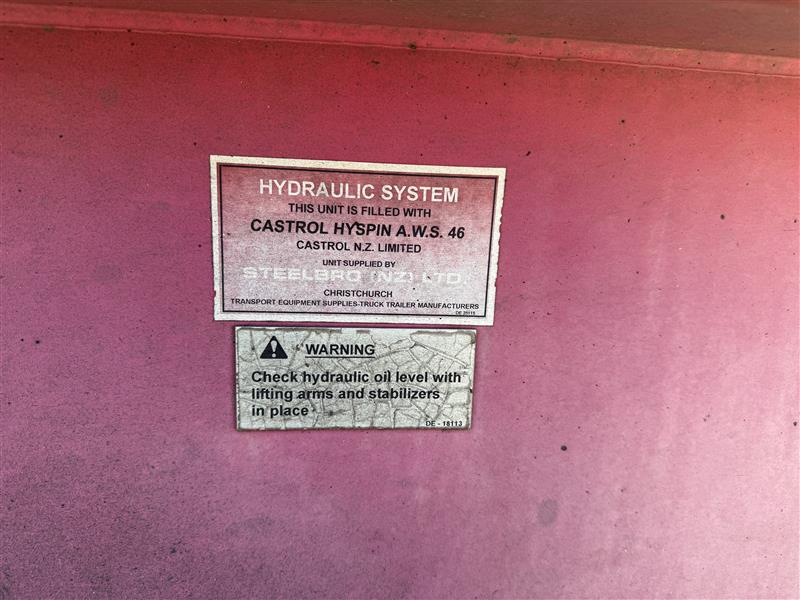 HYDRAULIC SYSTEM
THIS UNIT IS FILLED WITH
CASTROL HYSPIN A.W.S. 46
CASTROL N.Z. LIMITED
UNIT SUPPLIED BY
STEELBRO (NZ) LTD
CHRISTCHURCH
TRANSPORT EQUIPMENT SUPPLIES-TRUCK TRAILER MANUFACTURERS
WARNING
Check hydraulic oil level with
lifting arms and stabilizers
in place
DE - 18113